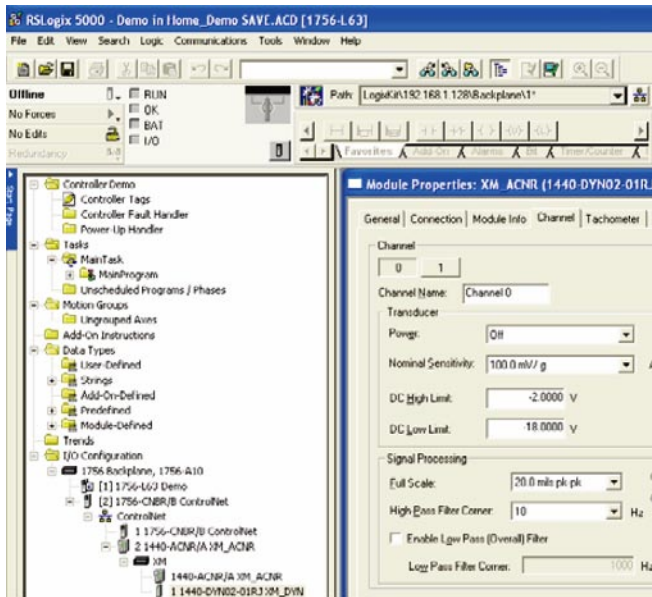 RSLogix 5000 - Demo in Home_Demo SAVE.ACD [1756-L63]
File Edit View Search Logic Communications Tools Window Help
Offline
RUN
Path: LogixKit\192.168.1.128\Backplane\1*
No Forces
OK
No Edits
BAT
Redundancy
I/O
Favorites Add-On Alarms Bit Timer/Counter
Start Page
Controller Demo
Controller Tags
Controller Fault Handler
Power-Up Handler
Tasks
MainTask
MainProgram
Unscheduled Programs / Phases
Motion Groups
Ungrouped Axes
Add-On Instructions
Data Types
User-Defined
Strings
Add-On-Defined
Predefined
Module-Defined
Trends
I/O Configuration
1756 Backplane, 1756-A10
[1] 1756-L63 Demo
[2] 1756-CNBR/B ControlNet
ControlNet
1 1756-CNBR/B ControlNet
2 1440-ACNR/A XM_ACNR
XM
1440-ACNR/A XM_ACNR
1 1440-DYN02-01RJ XM_DYN
Module Properties: XM_ACNR (1440-DYN02-01RJ
General Connection Module Info Channel Tachometer
Channel
0 1
Channel Name: Channel 0
Transducer
Power: Off
Nominal Sensitivity: 100.0 mV/ g
DC High Limit: -2.0000 V
DC Low Limit: -18.0000 V
Signal Processing
Full Scale: 20.0 mils pk-pk
High Pass Filter Corner: 10 Hz
Enable Low Pass (Overall) Filter
Low Pass Filter Corner: 1000 Hz